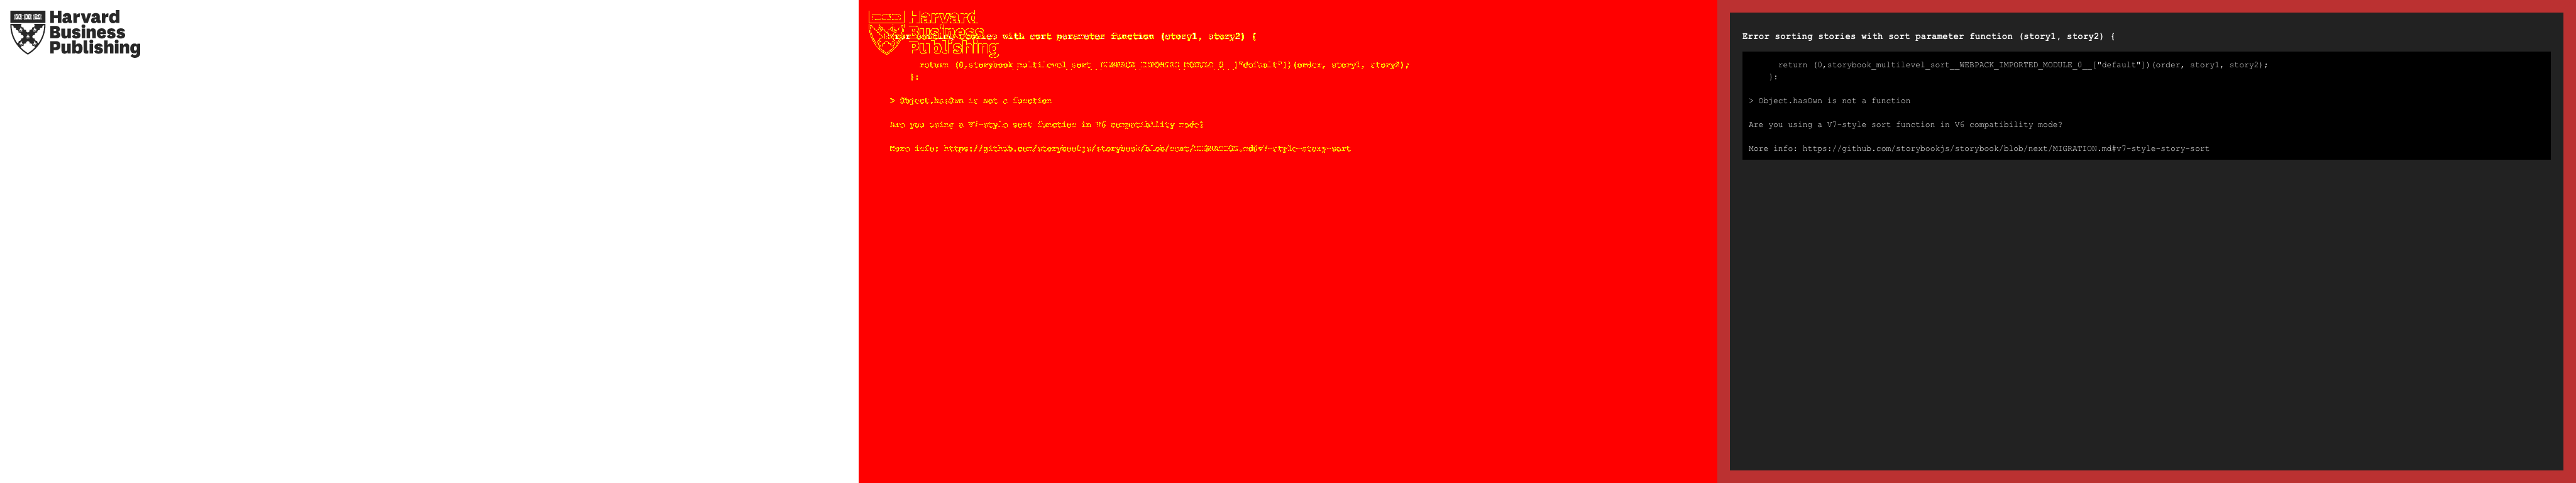 Harvard
Business
Publishing
Harvard
Business
Publishing
with sort parameter function (story1, story2) {
return (0,storybook_multilevel_sort__WEBPACK_IMPORTED_MODULE_0__["default"])(order, story1, story2);
};
> Object.hasOwn is not a function
Are you using a V7-style sort function in V6 compatibility mode?
More info: https://github.com/storybookjs/storybook/blob/next/MIGRATION.md#v7-style-story-sort
Error sorting stories with sort parameter function (story1, story2) {
return (0,storybook_multilevel_sort__WEBPACK_IMPORTED_MODULE_0__["default"])(order, story1, story2);
}:
> Object.hasOwn is not a function
Are you using a V7-style sort function in V6 compatibility mode?
More info: https://github.com/storybookjs/storybook/blob/next/MIGRATION.md#v7-style-story-sort